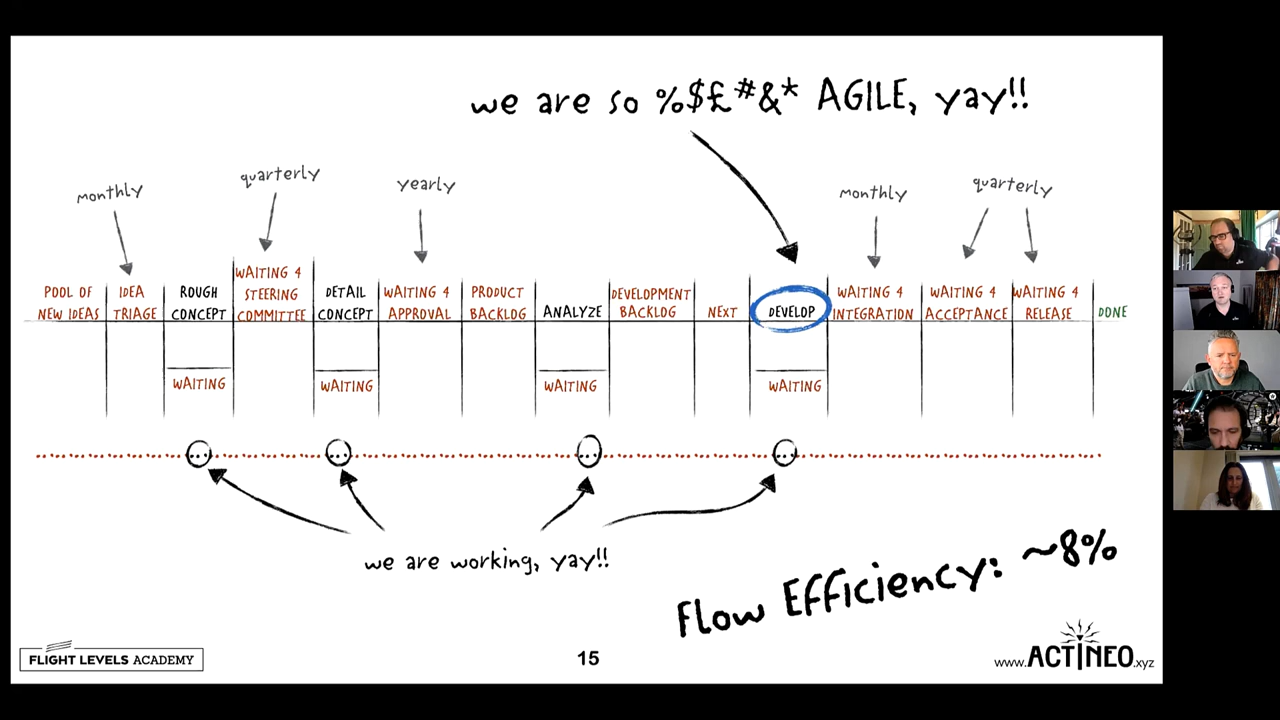 we are so %$£#&* AGILE, yay!!
monthly
quarterly
yearly
monthly
quarterly
POOL OF
NEW IDEAS
IDEA
TRIAGE
ROUGH
CONCEPT
WAITING 4
STEERING
COMMITTEE
DETAIL
CONCEPT
WAITING 4
APPROVAL
PRODUCT
BACKLOG
ANALYZE
DEVELOPMENT
BACKLOG
NEXT
DEVELOP
WAITING 4
INTEGRATION
WAITING 4
ACCEPTANCE
WAITING 4
RELEASE
DONE
WAITING
WAITING
WAITING
WAITING
we are working, yay!!
Flow Efficiency: ~8%
FLIGHT LEVELS ACADEMY
15
www.ACTINEO.xyz